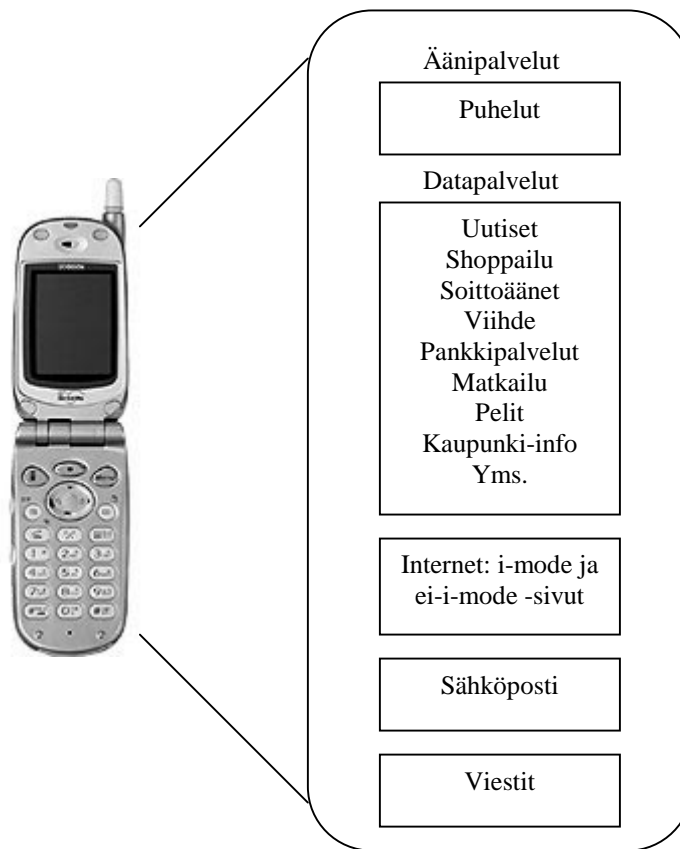 Äänipalvelut
Puhelut
Datapalvelut
Uutiset
Shoppailu
Soittoäänet
Viihde
Pankkipalvelut
Matkailu
Pelit
Kaupunki-info
Yms.
Internet: i-mode ja
ei-i-mode -sivut
Sähköposti
Viestit